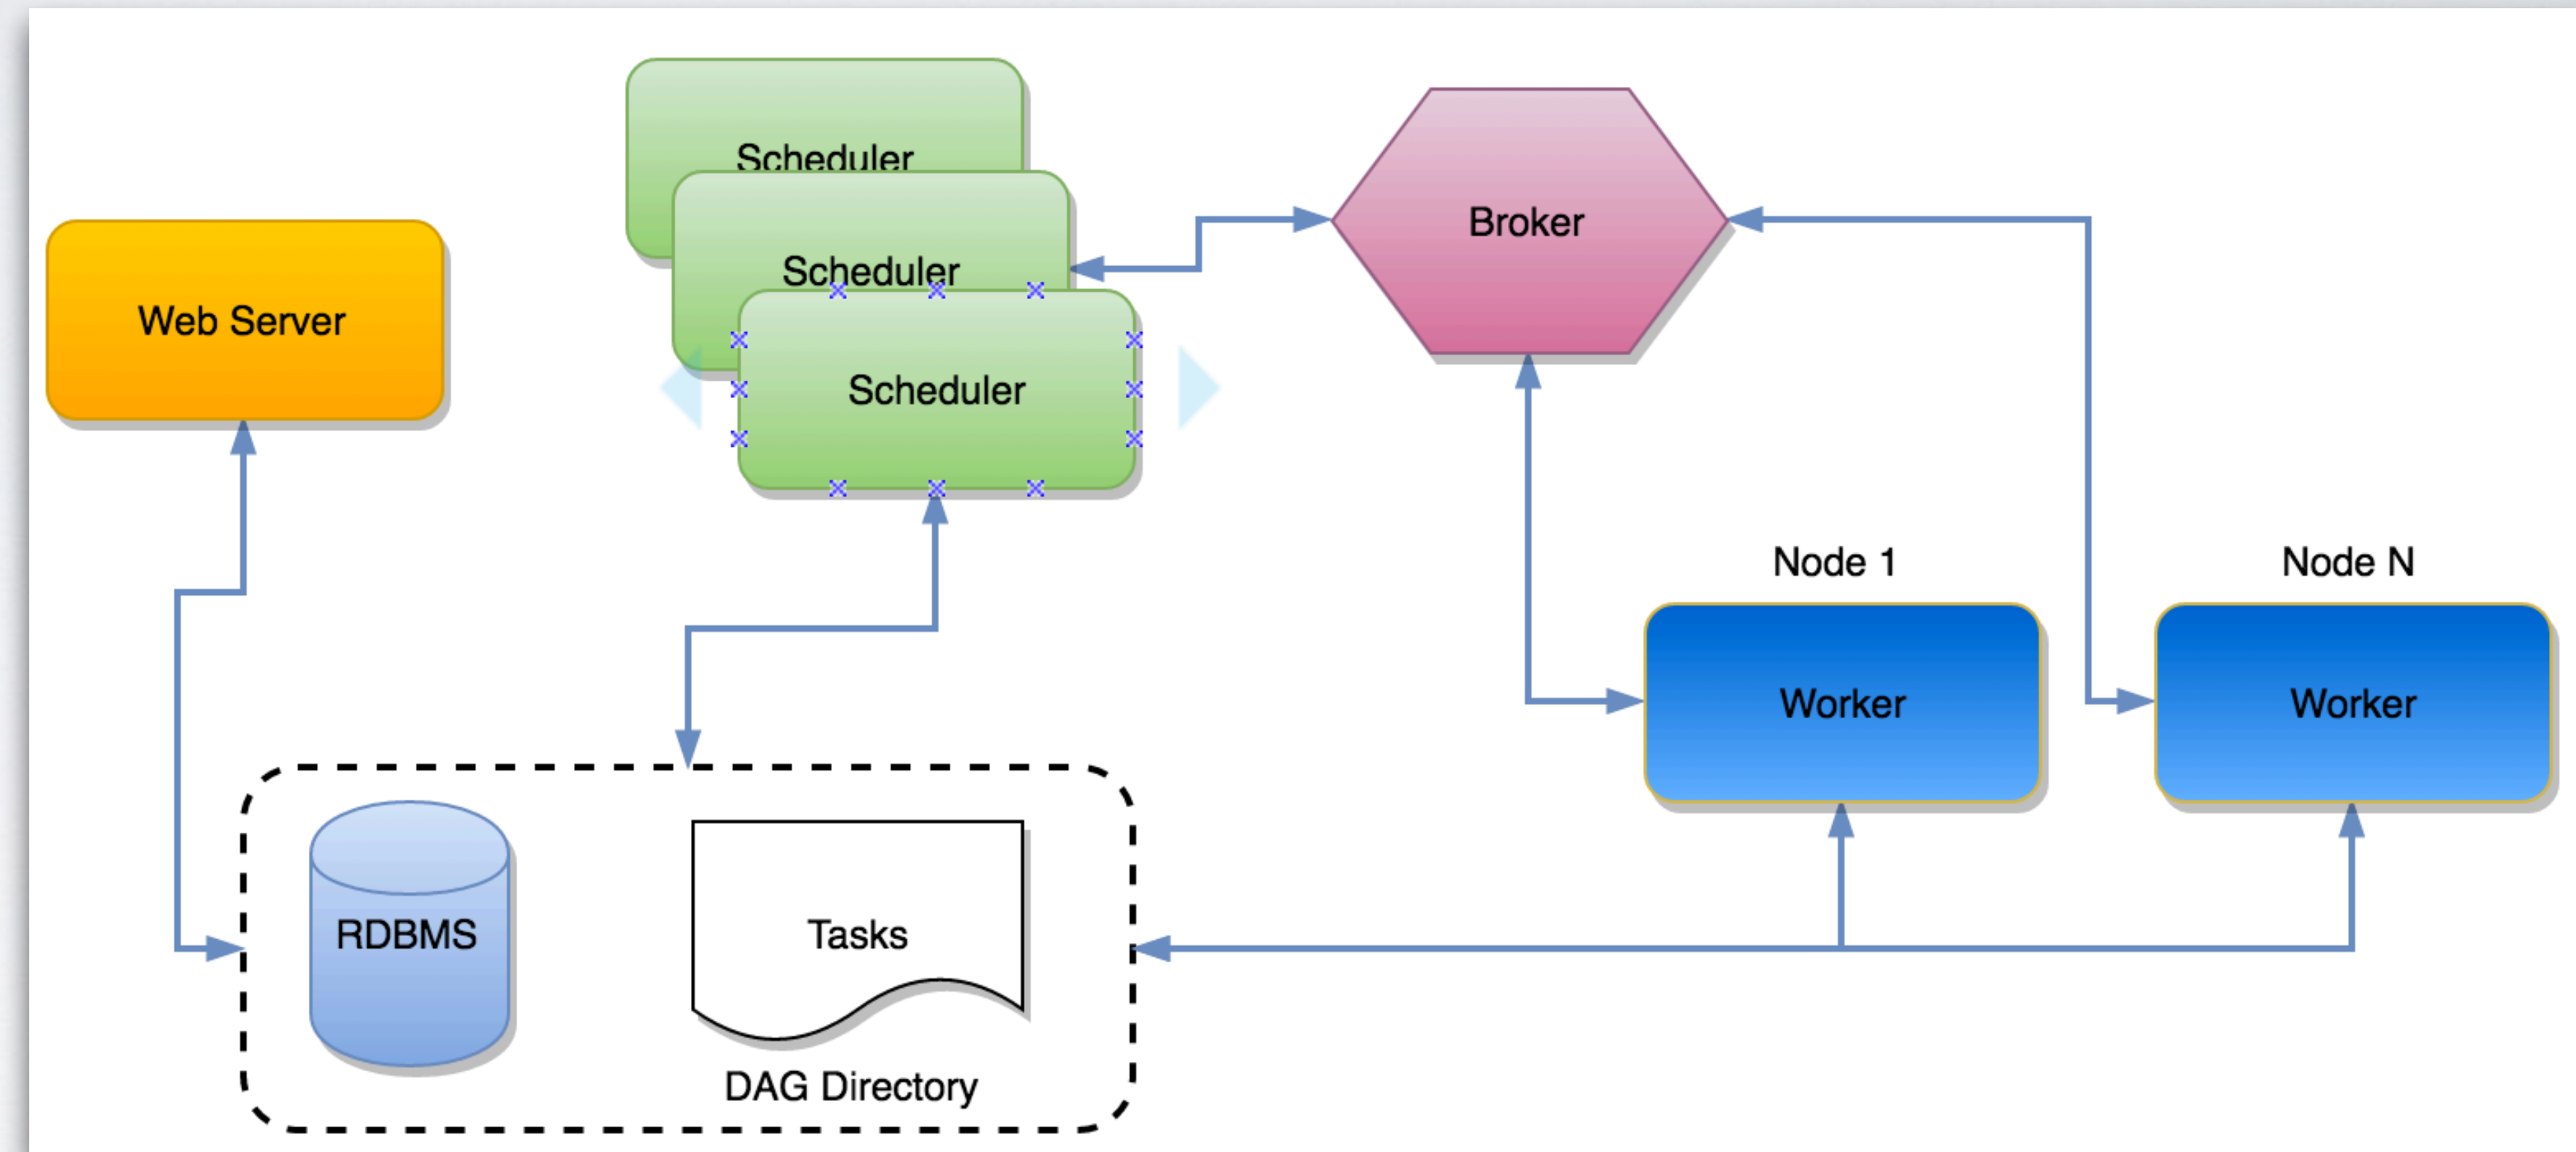 Scheduler
Scheduler
Scheduler
Web Server
Broker
Node 1
Node N
Worker
Worker
RDBMS
Tasks
DAG Directory